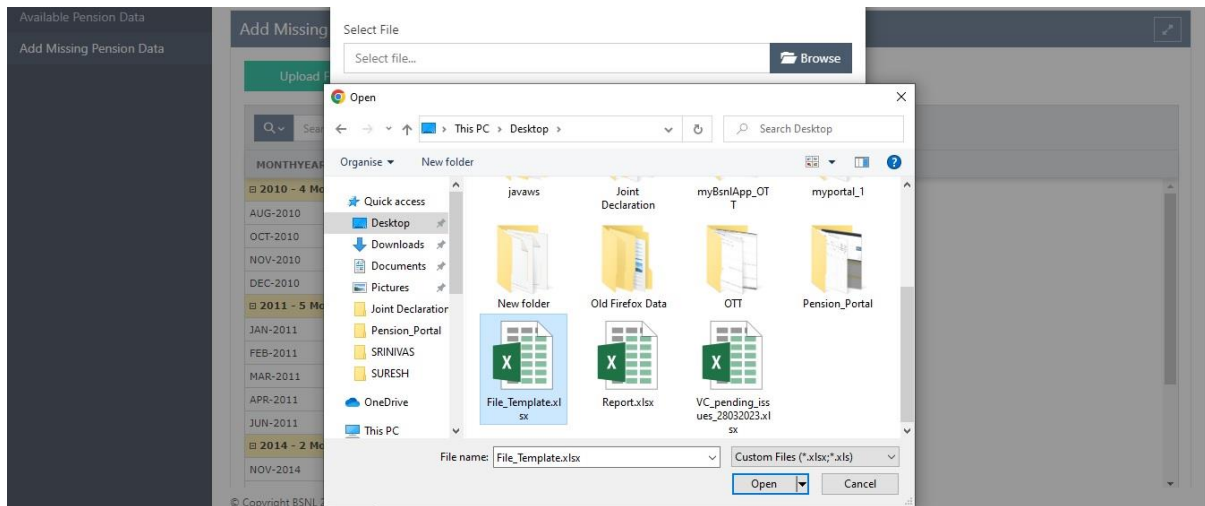 Available Pension Data
Add Missing Pension Data
Add Missing
Select File
Select file...
Browse
Upload F
Open
This PC > Desktop >
Search Desktop
Organise
New folder
MONTHYEAR
2010 - 4 Mo
AUG-2010
OCT-2010
NOV-2010
DEC-2010
2011 - 5 Mo
JAN-2011
FEB-2011
MAR-2011
APR-2011
JUN-2011
2014 - 2 Mo
NOV-2014
Quick access
Desktop
Downloads
Documents
Pictures
Joint Declaration
Pension_Portal
SRINIVAS
SURESH
OneDrive
This PC
javaws
Joint
Declaration
myBsnlApp_OT
T
myportal_1
New folder
Old Firefox Data
OTT
Pension_Portal
File_Template.xl
sx
Report.xlsx
VC_pending_iss
ues_28032023.xl
sx
File name:
File_Template.xlsx
Custom Files (*.xlsx;*.xls)
Open
Cancel
© Copyright BSNL